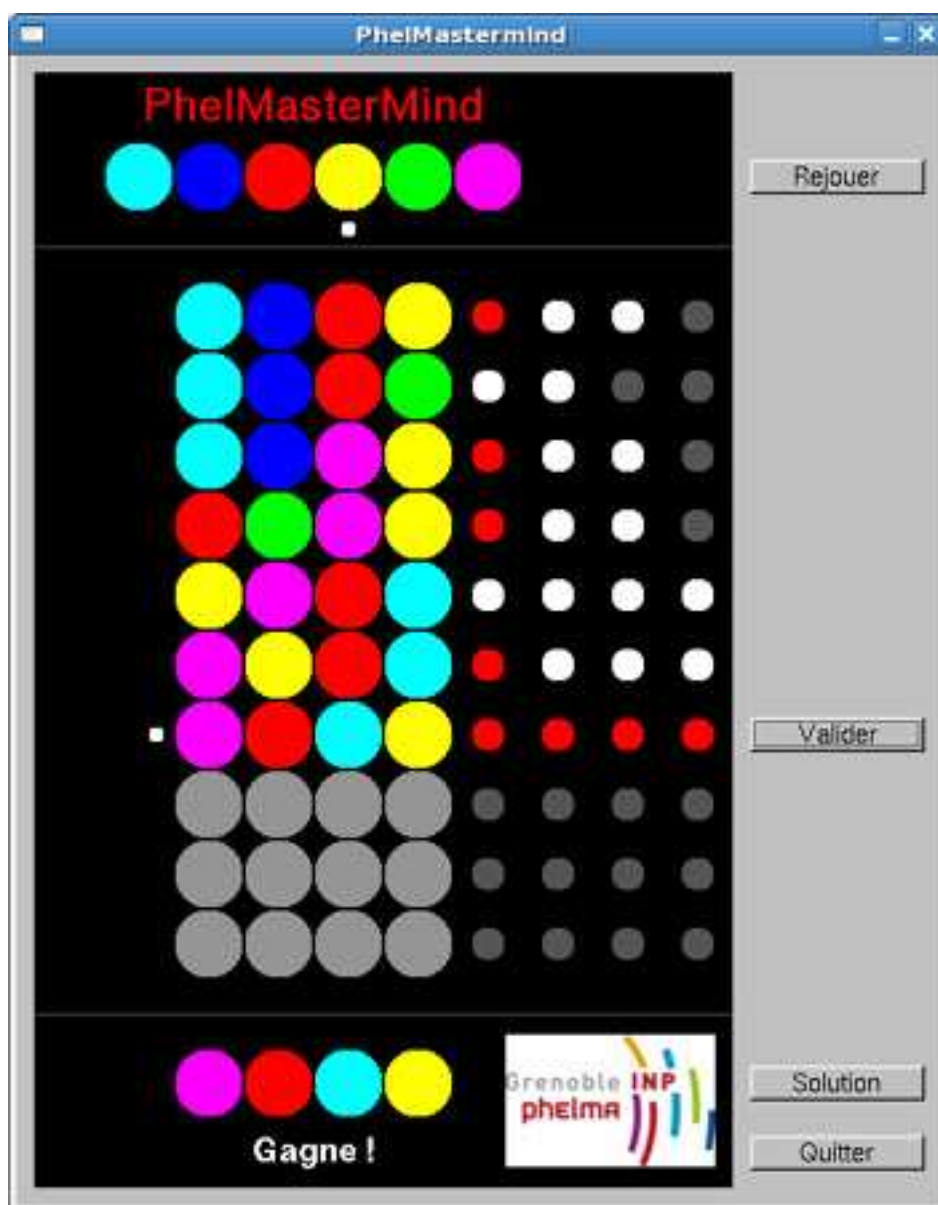 PhelMastermind
PhelMasterMind
Rejouer
Valider
Grenoble INP
phelma
Solution
Gagne !
Quitter